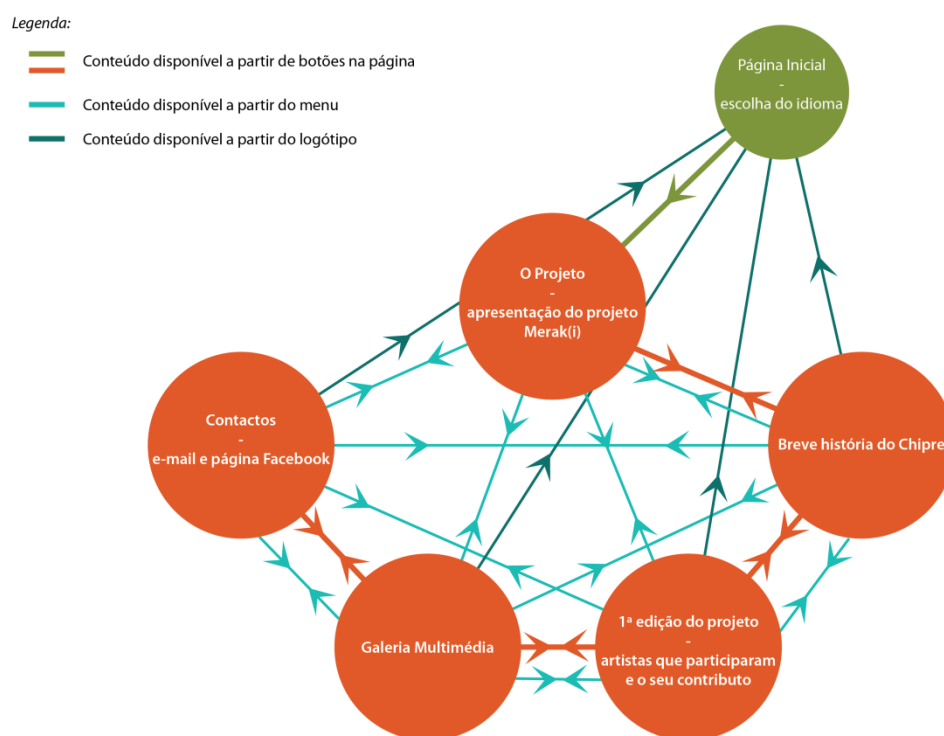 Legenda:
Conteúdo disponível a partir de botões na página
Conteúdo disponível a partir do menu
Conteúdo disponível a partir do logótipo
Página Inicial
-
escolha do idioma
O Projeto
-
apresentação do projeto
Merak(i)
Contactos
-
e-mail e página Facebook
Breve história do Chipre
Galeria Multimédia
1ª edição do projeto
-
artistas que participaram
e o seu contributo